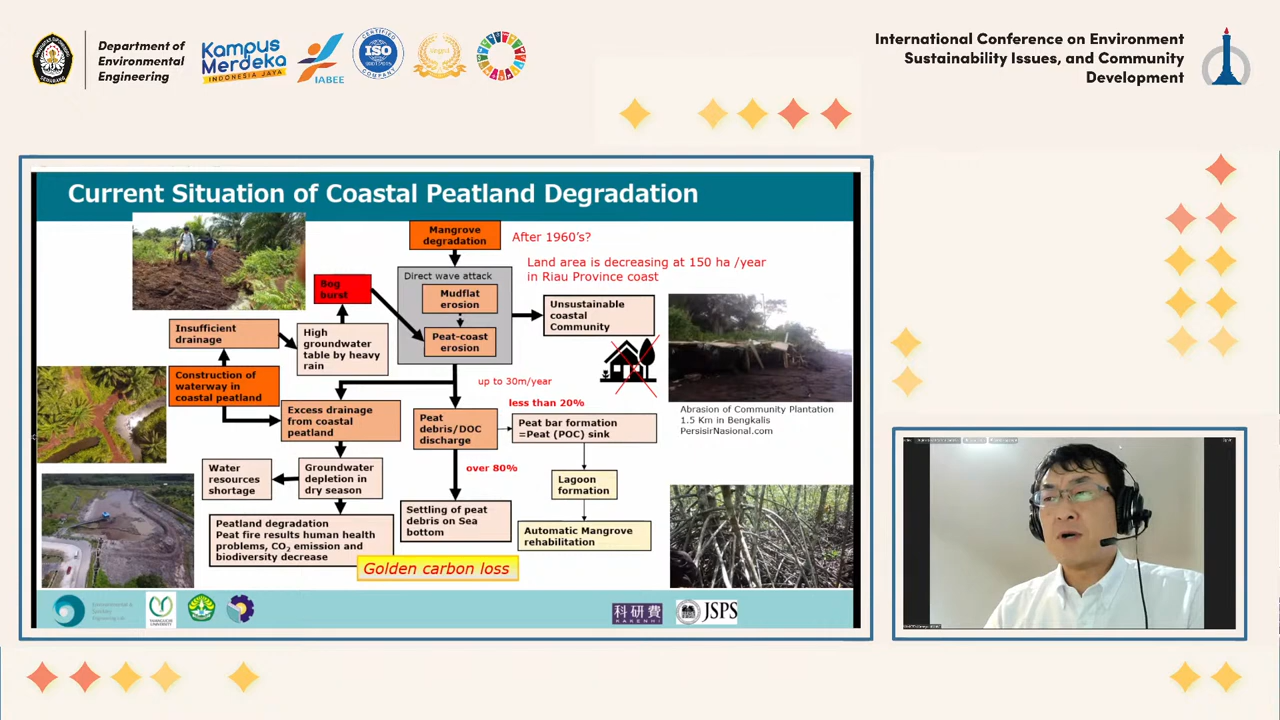 Department of
Environmental
Engineering
Kampus
Merdeka
INDONESIA JAYA
IABEE
CERTIFIED
ISO
COMPANY
International Conference on Environment
Sustainability Issues, and Community
Development
Current Situation of Coastal Peatland Degradation
Mangrove
degradation
After 1960's?
Land area is decreasing at 150 ha /year
in Riau Province coast
Direct wave attack
Bog
burst
Mudflat
erosion
Peat-coast
erosion
Unsustainable
coastal
Community
Insufficient
drainage
High
groundwater
table by heavy
rain
Construction of
waterway in
coastal peatland
up to 30m/year
less than 20%
Excess drainage
from coastal
peatland
Peat
debris/DOC
discharge
Peat bar formation
=Peat (POC) sink
Abrasion of Community Plantation
1.5 Km in Bengkalis
PersisirNasional.com
over 80%
Water
resources
shortage
Groundwater
depletion in
dry season
Lagoon
formation
Settling of peat
debris on Sea
bottom
Automatic Mangrove
rehabilitation
Peatland degradation
Peat fire results human health
problems, CO2 emission and
biodiversity decrease
Golden carbon loss
YAMAGUCHI
UNIVERSITY
科研費
KAKENHI
JSPS